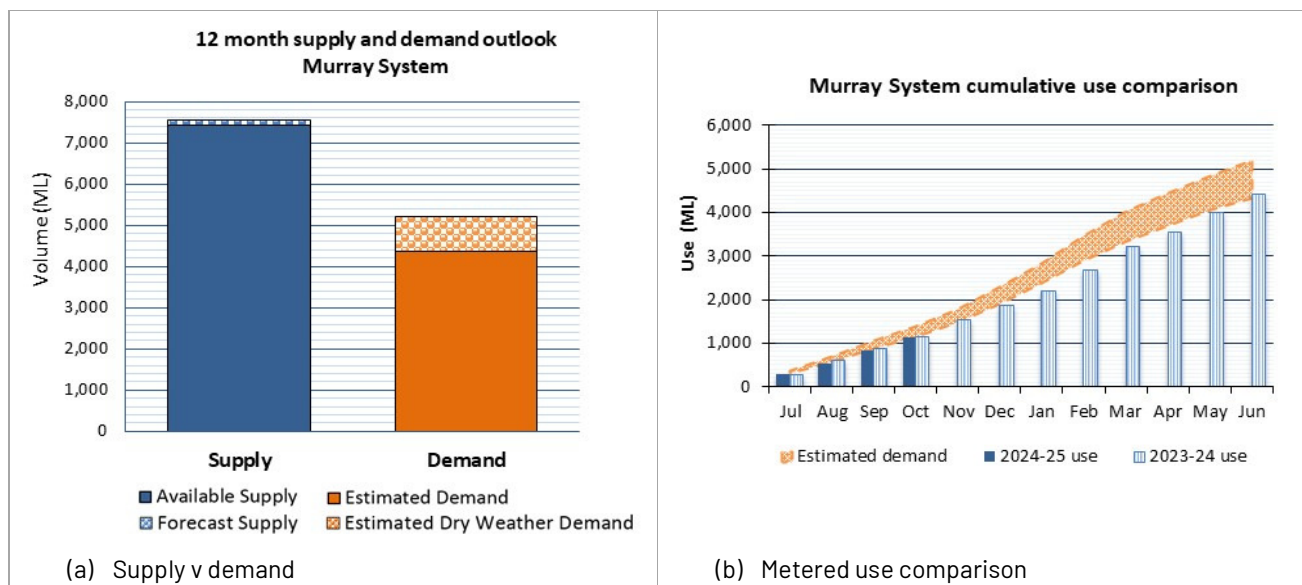 12 month supply and demand outlook
Murray System
Volume (ML)
8,000
7,000
6,000
5,000
4,000
3,000
2,000
1,000
0
Supply Demand
Available Supply Estimated Demand
Forecast Supply Estimated Dry Weather Demand
(a) Supply v demand
Murray System cumulative use comparison
Use (ML)
6,000
5,000
4,000
3,000
2,000
1,000
0
Jul Aug Sep Oct Nov Dec Jan Feb Mar Apr May Jun
Estimated demand 2024-25 use 2023-24 use
(b) Metered use comparison